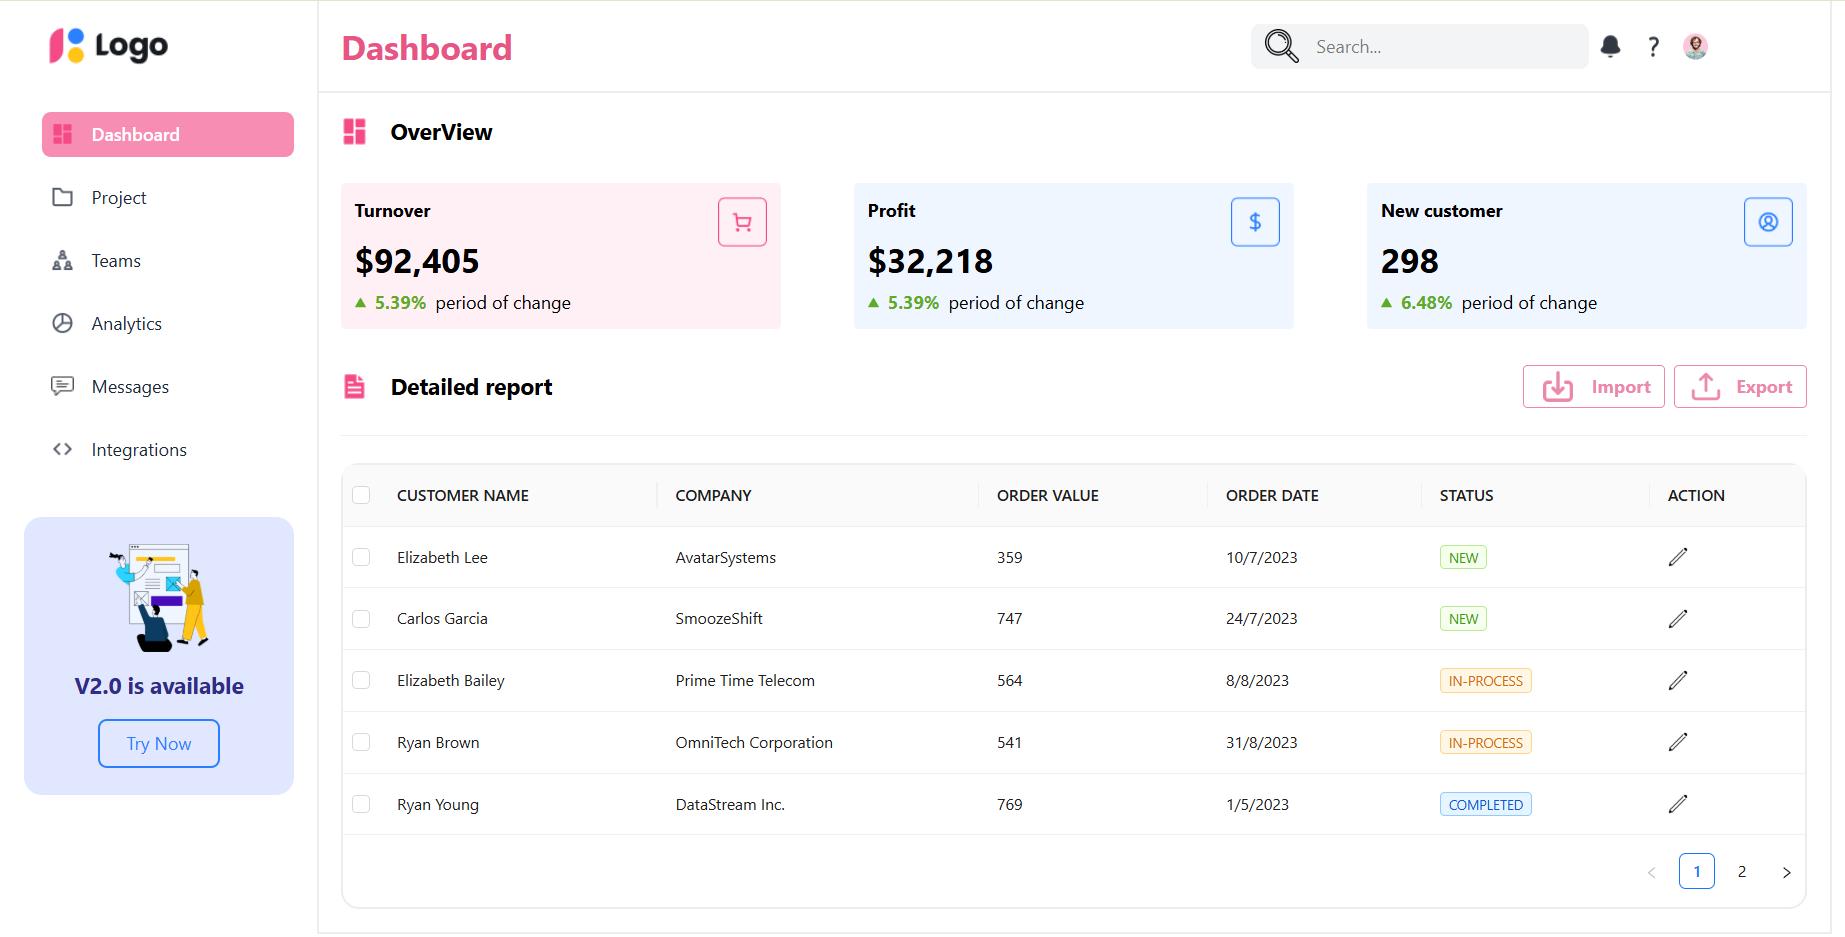 Logo
Dashboard
Search...
?
Dashboard
Project
Teams
Analytics
Messages
Integrations
V2.0 is available
Try Now
OverView
Turnover
$92,405
5.39% period of change
Profit
$
$32,218
5.39% period of change
New customer
298
6.48% period of change
Detailed report
Import
Export
CUSTOMER NAME COMPANY ORDER VALUE ORDER DATE STATUS ACTION
Elizabeth Lee AvatarSystems 359 10/7/2023 NEW
Carlos Garcia SmoozeShift 747 24/7/2023 NEW
Elizabeth Bailey Prime Time Telecom 564 8/8/2023 IN-PROCESS
Ryan Brown OmniTech Corporation 541 31/8/2023 IN-PROCESS
Ryan Young DataStream Inc. 769 1/5/2023 COMPLETED
< 1 2 >